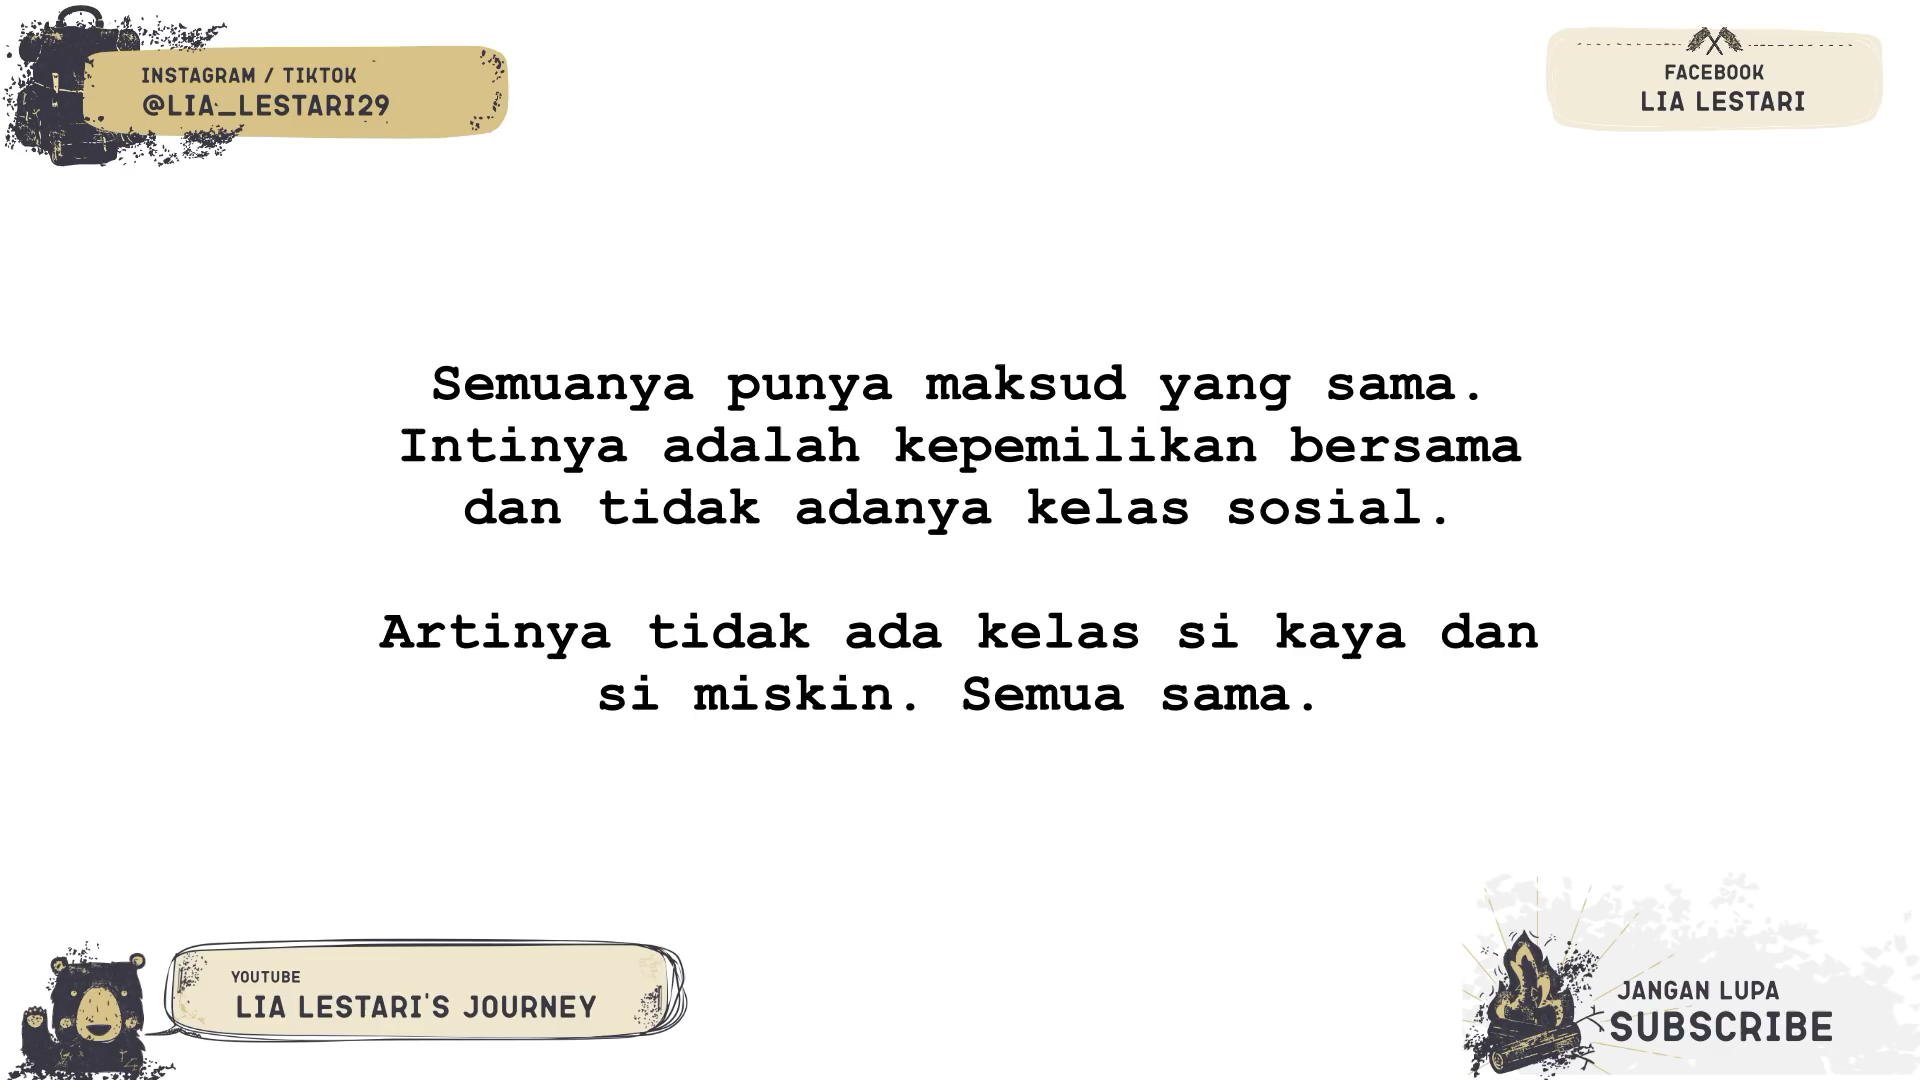 INSTAGRAM / TIKTOK
@LIA_LESTARI29
FACEBOOK
LIA LESTARI
Semuanya punya maksud yang sama.
Intinya adalah kepemilikan bersama
dan tidak adanya kelas sosial.
Artinya tidak ada kelas si kaya dan
si miskin. Semua sama.
YOUTUBE
LIA LESTARI'S JOURNEY
JANGAN LUPA
SUBSCRIBE